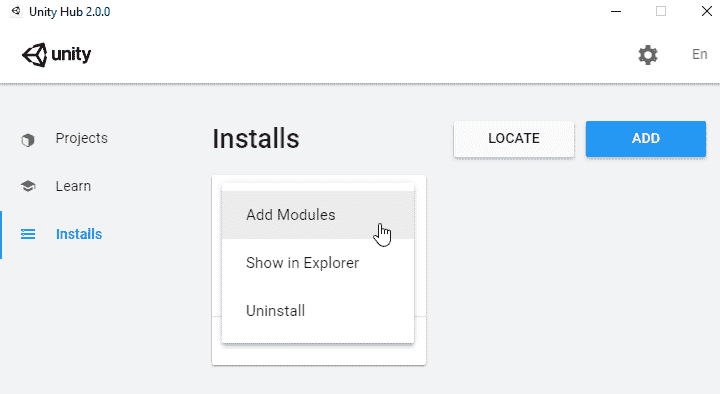 Unity Hub 2.0.0
unity
En
Projects
Learn
Installs
Installs
LOCATE
ADD
Add Modules
Show in Explorer
Uninstall